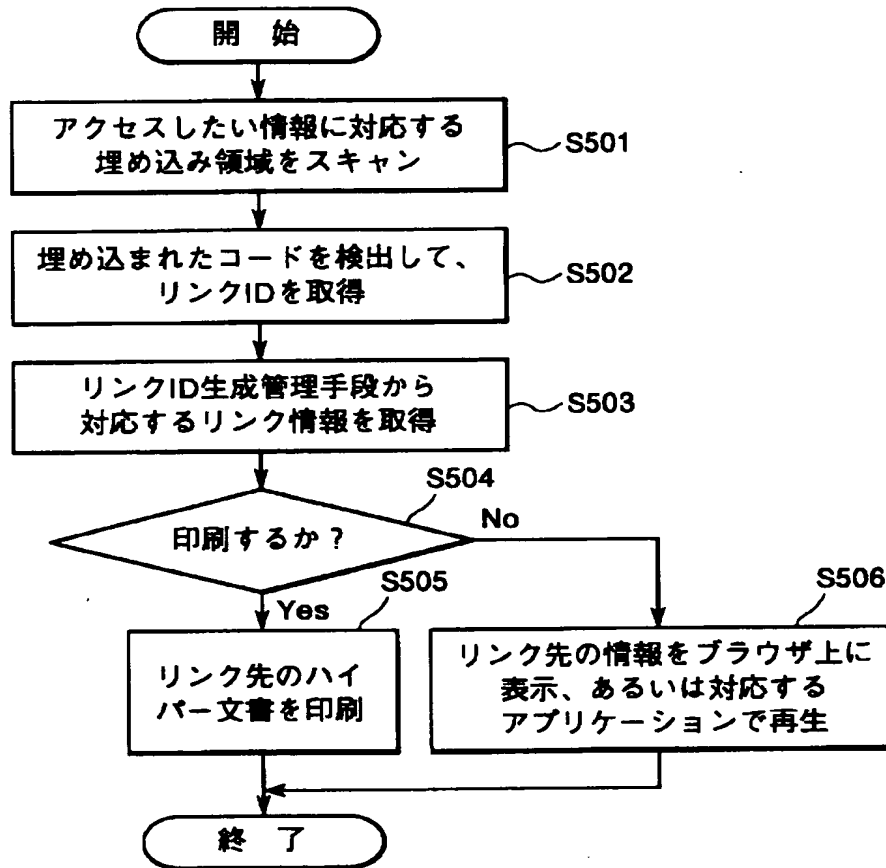 開 始
アクセスしたい情報に対応する
埋め込み領域をスキャン
S501
埋め込まれたコードを検出して、
リンクIDを取得
S502
リンクID生成管理手段から
対応するリンク情報を取得
S503
S504
印刷するか?
No
Yes
S505
リンク先のハイ
パー文書を印刷
S506
リンク先の情報をブラウザ上に
表示、あるいは対応する
アプリケーションで再生
終 了